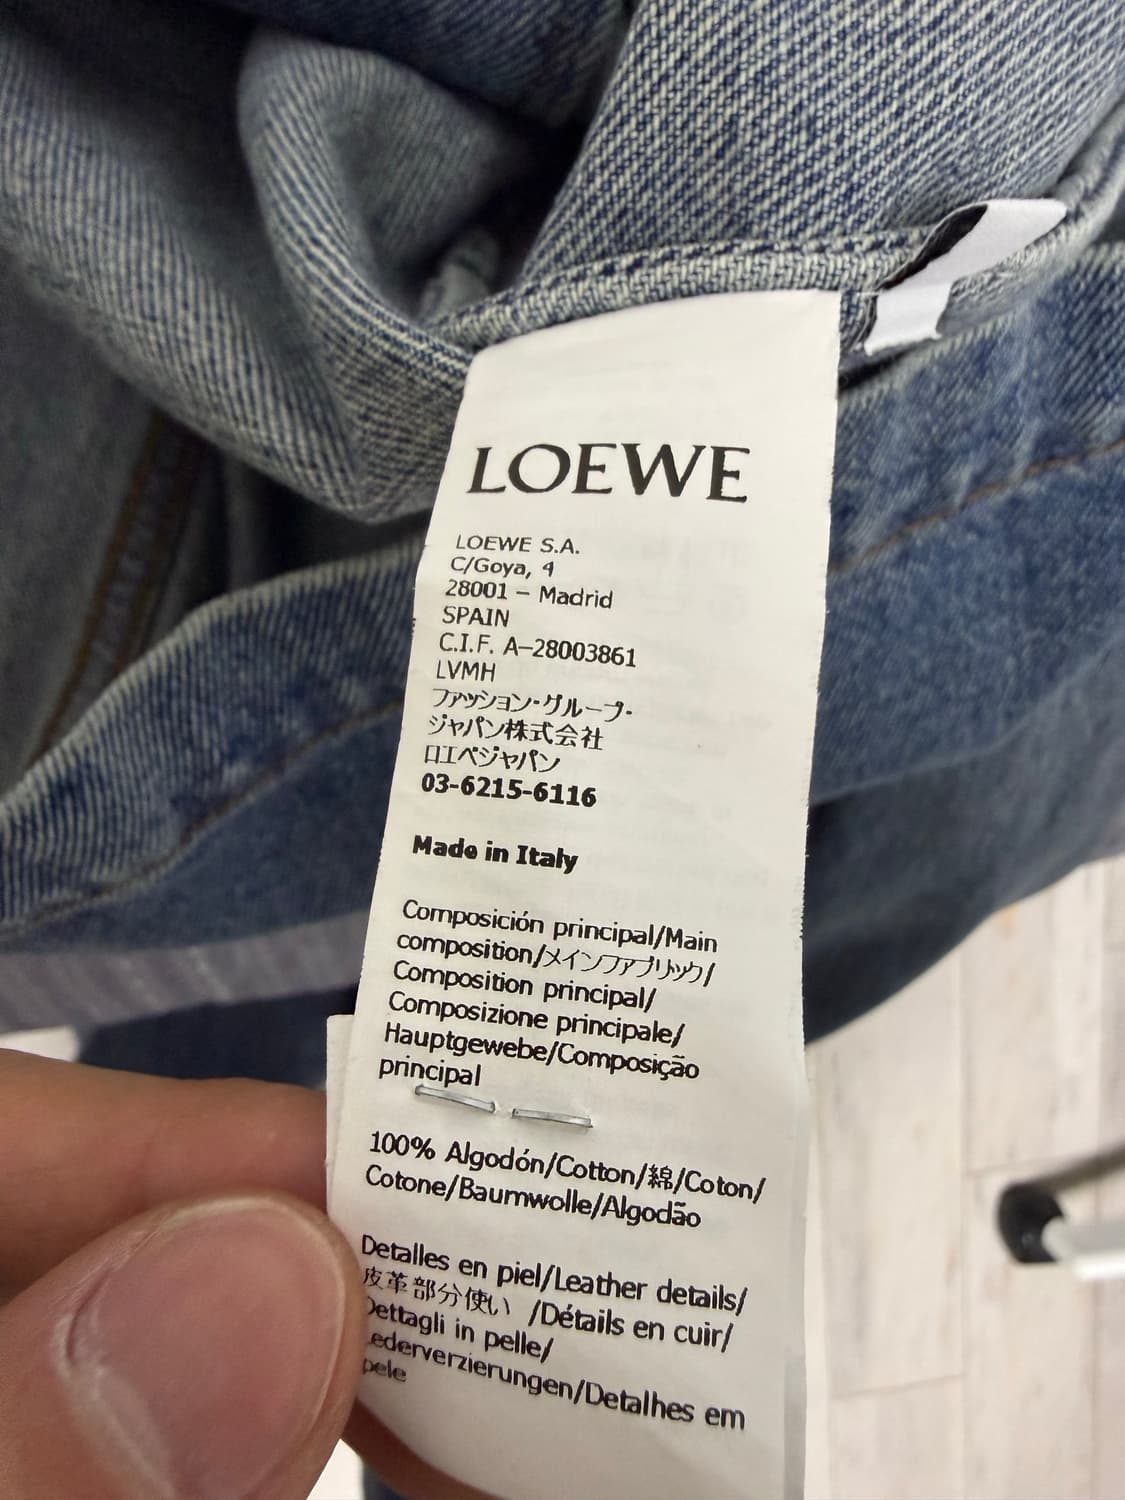 LOEWE
LOEWE S.A.
C/Goya, 4
28001 – Madrid
SPAIN
C.I.F. A–28003861
LVMH
ファッション・グループ・
ジャパン株式会社
ロエベジャパン
03-6215-6116
Made in Italy
Composición principal/Main
composition/メインファブリック/
Composition principal/
Composizione principale/
Hauptgewebe/Composição
principal
100% Algodón/Cotton/綿/Coton/
Cotone/Baumwolle/Algodão
Detalles en piel/Leather details/
皮革部分使い /Détails en cuir/
Dettagli in pelle/
Lederverzierungen/Detalhes em
pele